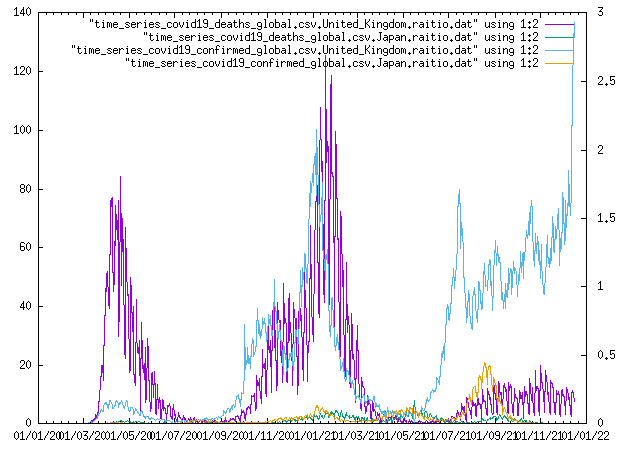 140 3
"time_series_covid19_deaths_global.csv.United_Kingdom.raitio.dat" using 1:2
"time_series_covid19_deaths_global.csv.Japan.raitio.dat" using 1:2
"time_series_covid19_confirmed_global.csv.United_Kingdom.raitio.dat" using 1:2
"time_series_covid19_confirmed_global.csv.Japan.raitio.dat" using 1:2
120
2.5
100
2
80
1.5
60
40
1
20
0.5
0 0
01/01/20 01/03/20 01/05/20 01/07/20 01/09/20 01/11/20 01/01/21 01/03/21 01/05/21 01/07/21 01/09/21 01/11/21 01/01/22